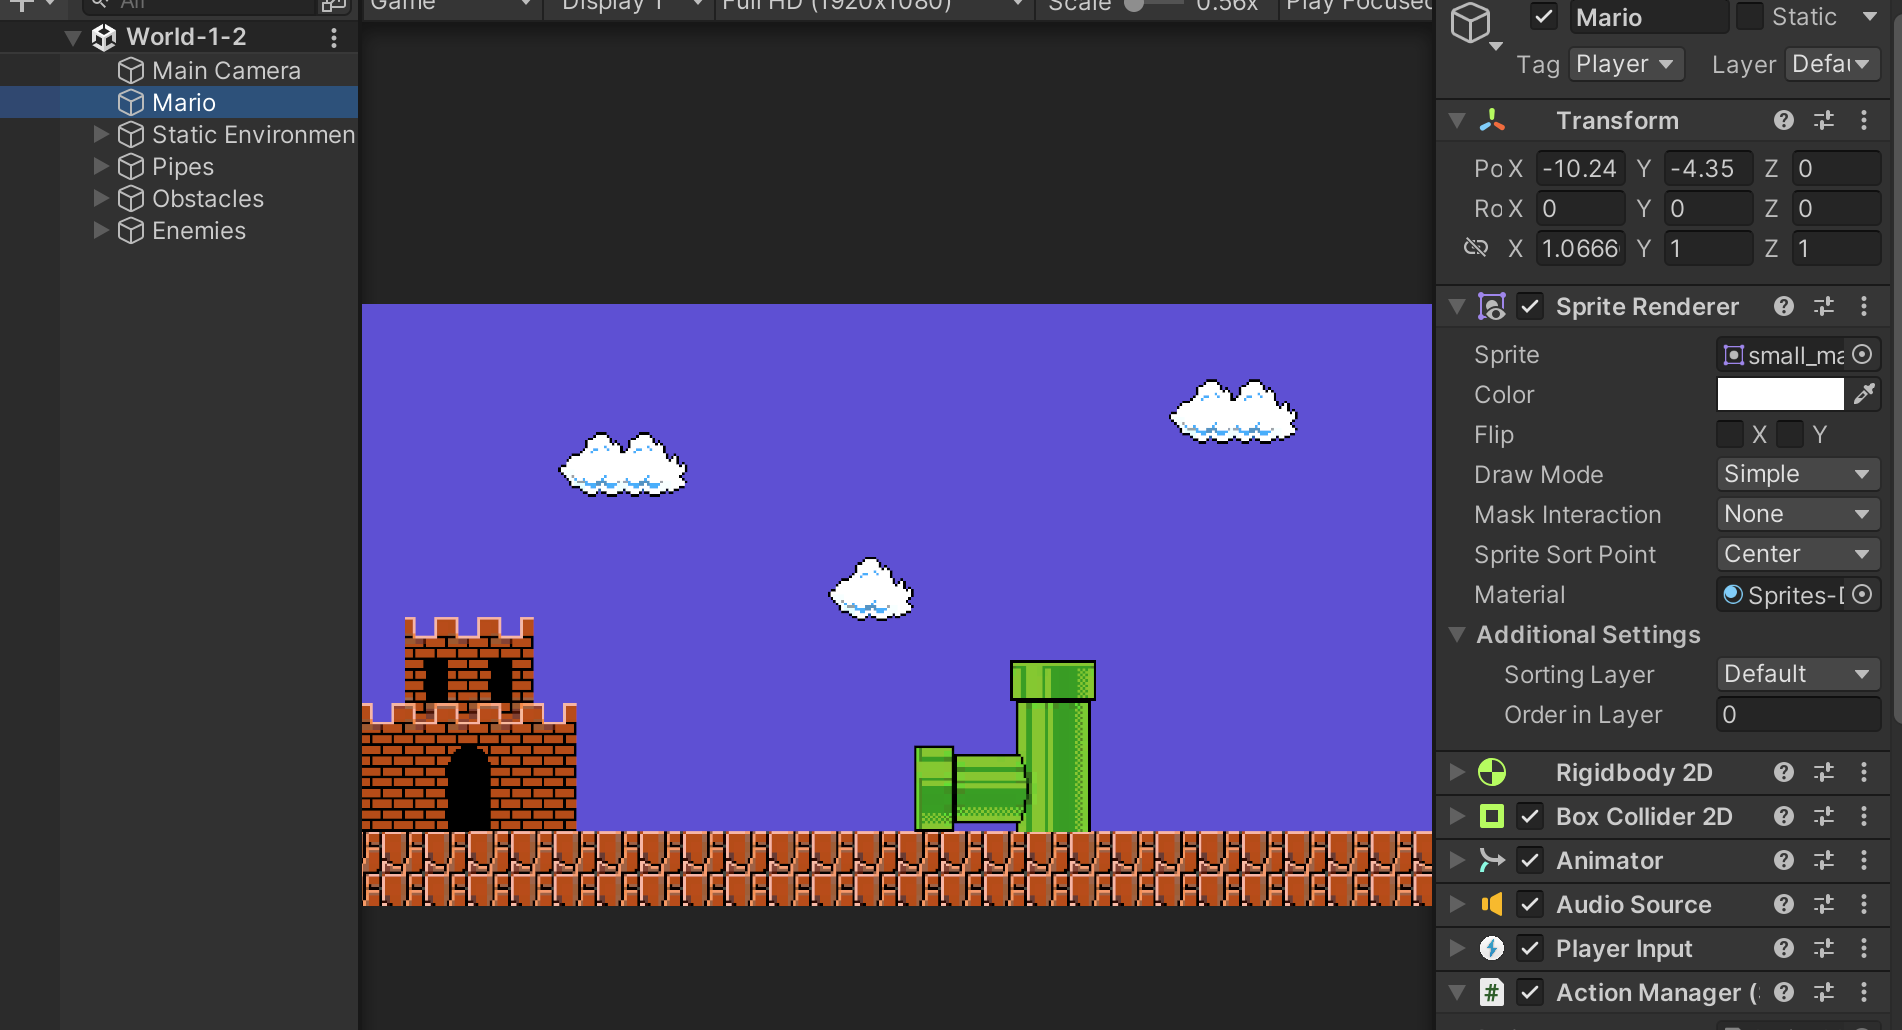 All
World-1-2
Main Camera
Mario
Static Environmen
Pipes
Obstacles
Enemies
Game
Display 1
Full HD (1920x1080)
Scale
0.56x
Play Focused
Mario
Static
Tag
Player
Layer
Defau
Transform
Po X -10.24 Y -4.35 Z 0
Ro X 0 Y 0 Z 0
X 1.0666 Y 1 Z 1
Sprite Renderer
Sprite small_ma
Color
Flip X Y
Draw Mode Simple
Mask Interaction None
Sprite Sort Point Center
Material Sprites-D
Additional Settings
Sorting Layer Default
Order in Layer 0
Rigidbody 2D
Box Collider 2D
Animator
Audio Source
Player Input
# Action Manager (